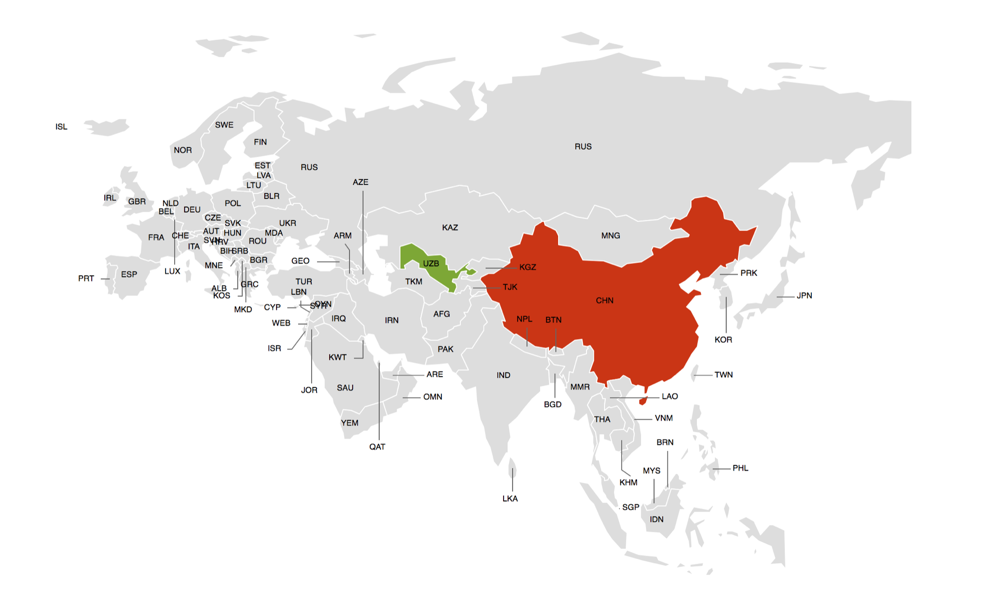 ISL
SWE
NOR
FIN
RUS
RUS
EST
LVA
LTU
AZE
BLR
IRL
GBR
NLD
BEL
DEU
POL
CZE
SVK
UKR
KAZ
MNG
FRA
CHE
AUT
HUN
MDA
SVN
HRV
ROU
ARM
ITA
BIH
SRB
BGR
GEO
MNE
LUX
PRT
ESP
ALB
KOS
GRC
MKD
TUR
LBN
UZB
KGZ
TKM
TJK
PRK
CHN
JPN
CYP
SYR
CYN
IRQ
IRN
AFG
NPL
BTN
WEB
ISR
KWT
PAK
KOR
JOR
SAU
ARE
OMN
IND
BGD
MMR
TWN
LAO
YEM
QAT
THA
VNM
BRN
KHM
MYS
PHL
LKA
SGP
IDN